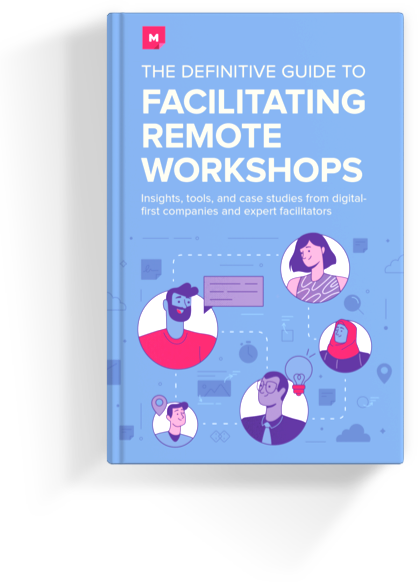 M
THE DEFINITIVE GUIDE TO
FACILITATING
REMOTE
WORKSHOPS
Insights, tools, and case studies from digital-
first companies and expert facilitators